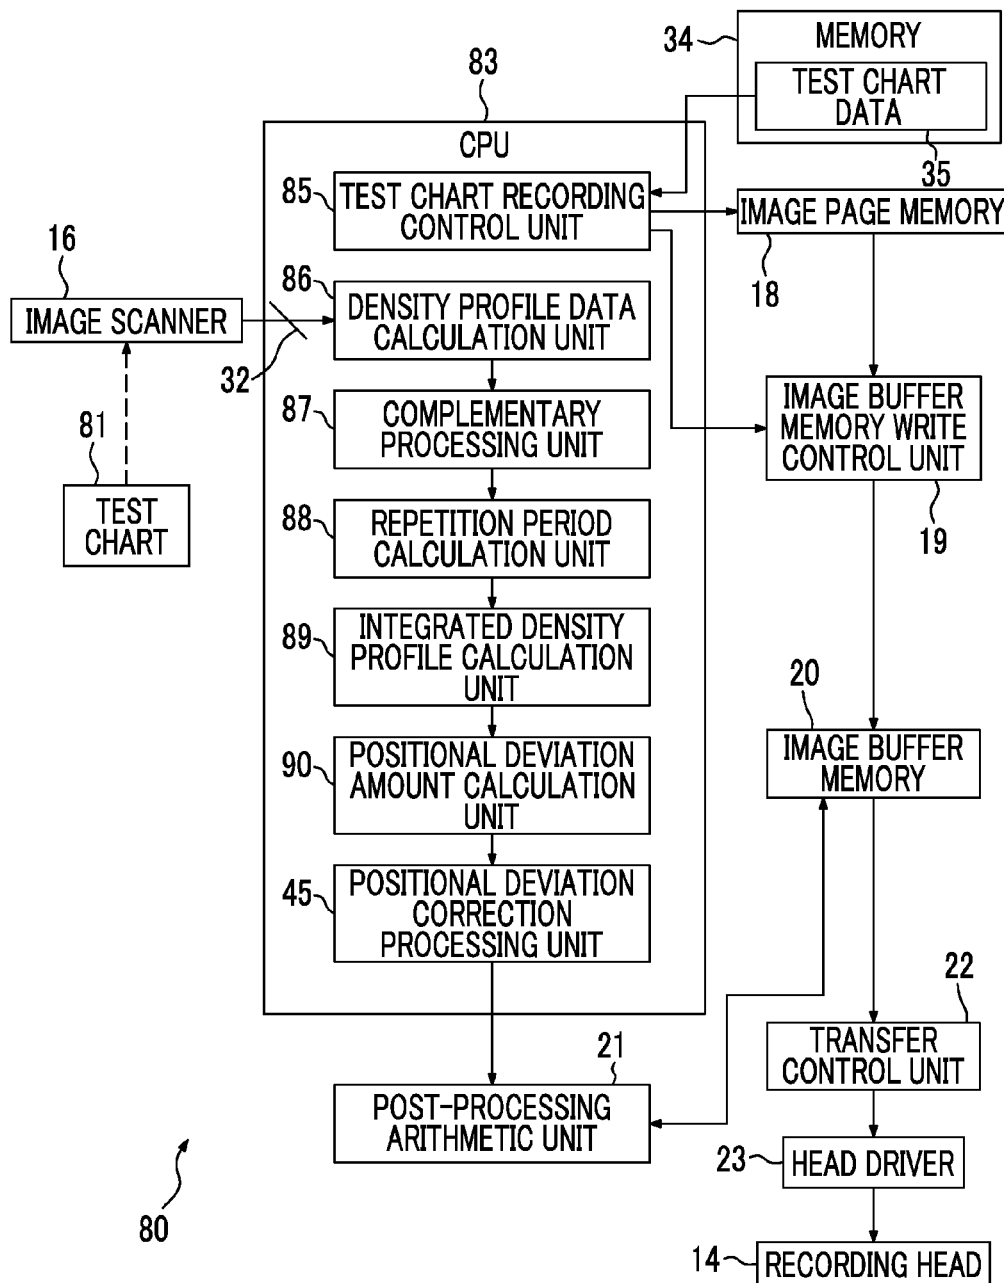 34
MEMORY
TEST CHART
DATA
35
83
CPU
85
TEST CHART RECORDING
CONTROL UNIT
IMAGE PAGE MEMORY
18
16
IMAGE SCANNER
32
86
DENSITY PROFILE DATA
CALCULATION UNIT
81
TEST
CHART
87
COMPLEMENTARY
PROCESSING UNIT
IMAGE BUFFER
MEMORY WRITE
CONTROL UNIT
19
88
REPETITION PERIOD
CALCULATION UNIT
89
INTEGRATED DENSITY
PROFILE CALCULATION
UNIT
20
IMAGE BUFFER
MEMORY
90
POSITIONAL DEVIATION
AMOUNT CALCULATION
UNIT
45
POSITIONAL DEVIATION
CORRECTION
PROCESSING UNIT
22
TRANSFER
CONTROL UNIT
21
POST-PROCESSING
ARITHMETIC UNIT
23
HEAD DRIVER
80
14
RECORDING HEAD